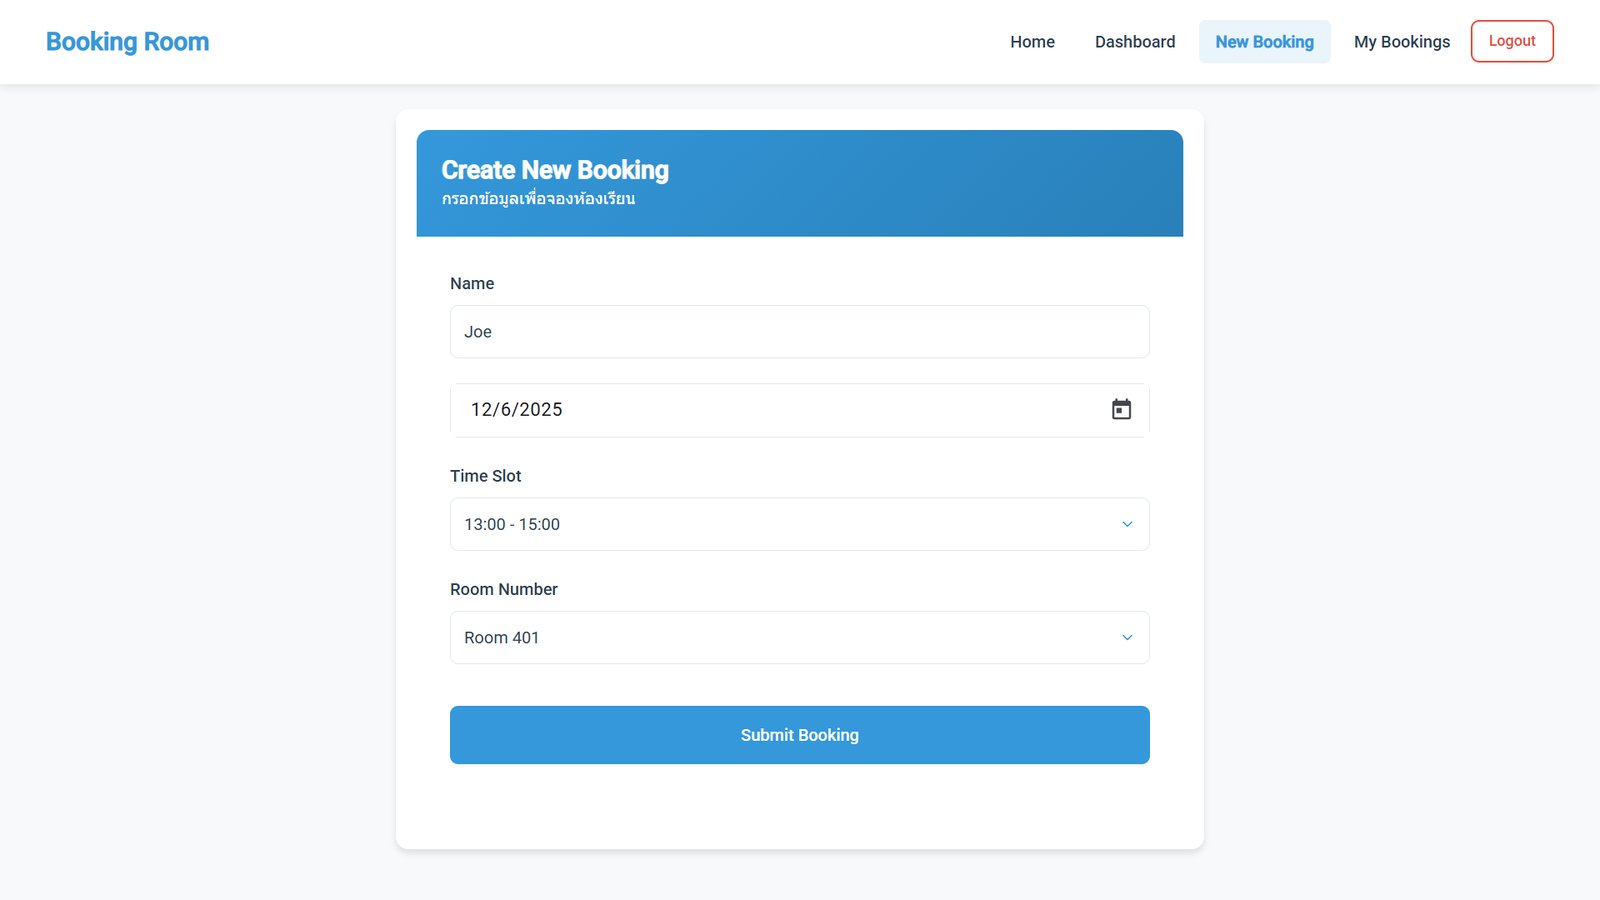 Booking Room
Home
Dashboard
New Booking
My Bookings
Logout
Create New Booking
กรอกข้อมูลเพื่อจองห้องเรียน
Name
Joe
12/6/2025
Time Slot
13:00 - 15:00
Room Number
Room 401
Submit Booking